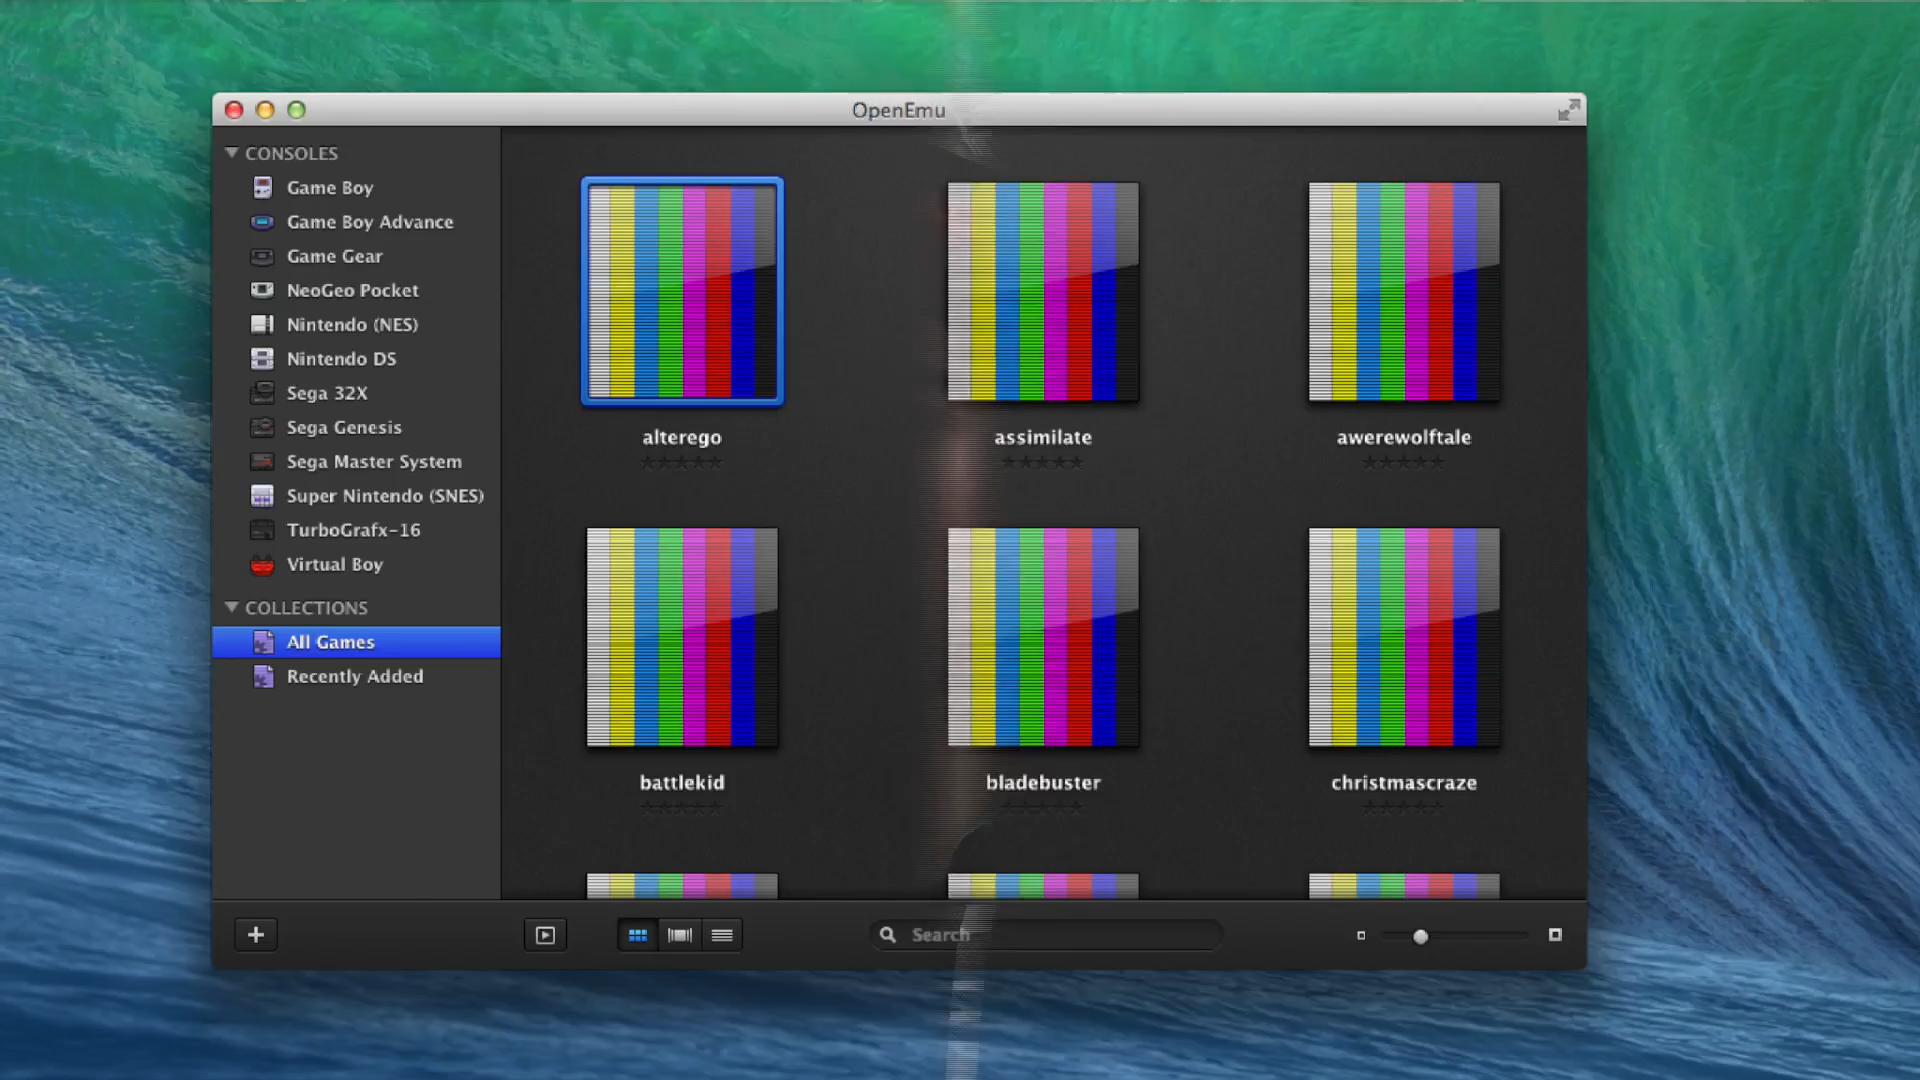 OpenEmu
CONSOLES
Game Boy
Game Boy Advance
Game Gear
NeoGeo Pocket
Nintendo (NES)
Nintendo DS
Sega 32X
Sega Genesis
Sega Master System
Super Nintendo (SNES)
TurboGrafx-16
Virtual Boy
COLLECTIONS
All Games
Recently Added
alterego
assimilate
awerewolftale
battlekid
bladebuster
christmascraze
Search